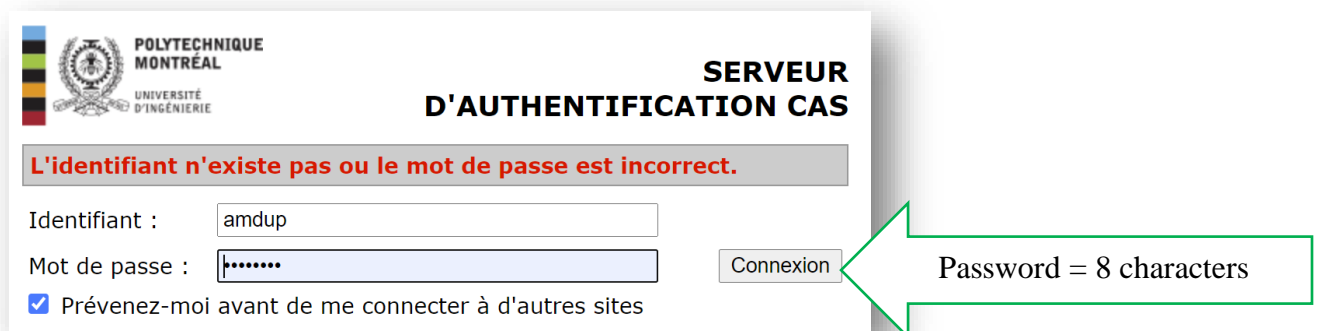 POLYTECHNIQUE
MONTRÉAL
UNIVERSITÉ
D'INGÉNIERIE
SERVEUR
D'AUTHENTIFICATION CAS
L'identifiant n'existe pas ou le mot de passe est incorrect.
Identifiant : amdup
Mot de passe : •••••••• Connexion
Password = 8 characters
Prévenez-moi avant de me connecter à d'autres sites